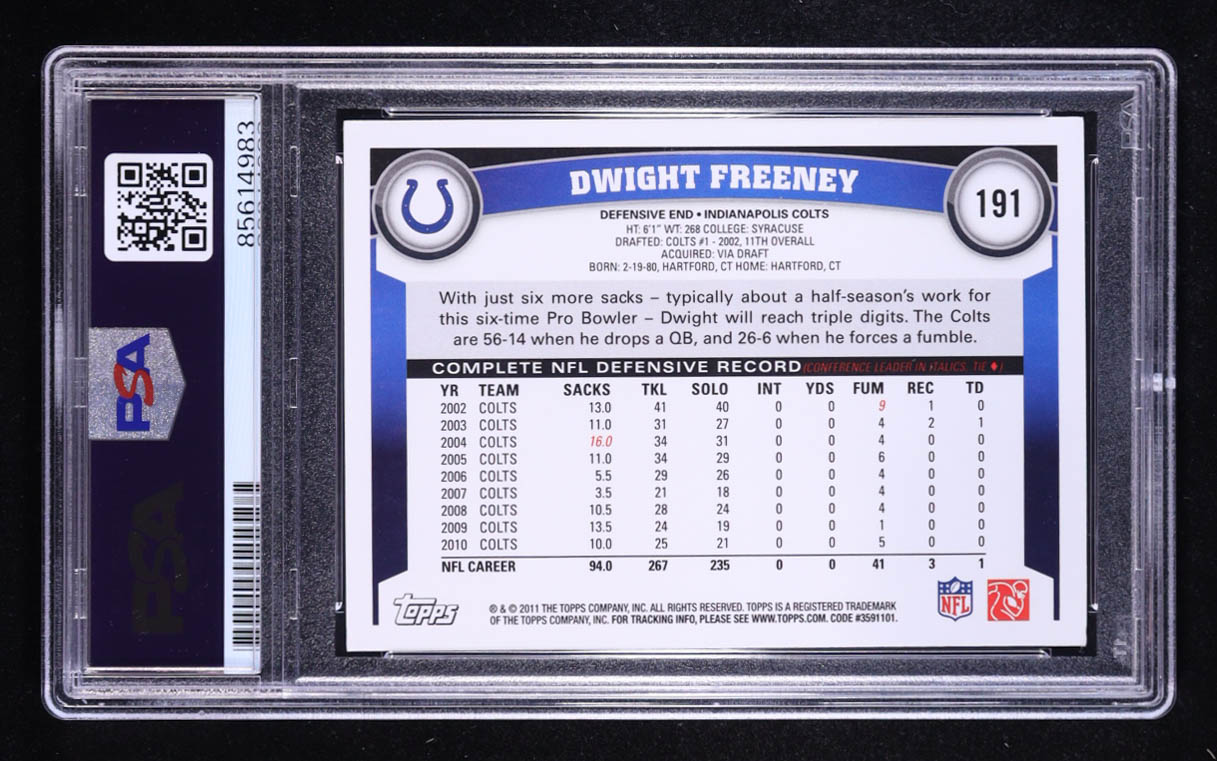 85614983
PSA
PSA
DWIGHT FREENEY
191
DEFENSIVE END • INDIANAPOLIS COLTS
HT: 6'1" WT: 268 COLLEGE: SYRACUSE
DRAFTED: COLTS #1 - 2002, 11TH OVERALL
ACQUIRED: VIA DRAFT
BORN: 2-19-80, HARTFORD, CT HOME: HARTFORD, CT
With just six more sacks – typically about a half-season's work for
this six-time Pro Bowler – Dwight will reach triple digits. The Colts
are 56-14 when he drops a QB, and 26-6 when he forces a fumble.
COMPLETE NFL DEFENSIVE RECORD (CONFERENCE LEADER IN ITALICS, TIE ♦)
YR TEAM SACKS TKL SOLO INT YDS FUM REC TD
2002 COLTS 13.0 41 40 0 0 9 1 0
2003 COLTS 11.0 31 27 0 0 4 2 1
2004 COLTS 16.0 34 31 0 0 4 0 0
2005 COLTS 11.0 34 29 0 0 6 0 0
2006 COLTS 5.5 29 26 0 0 4 0 0
2007 COLTS 3.5 21 18 0 0 4 0 0
2008 COLTS 10.5 28 24 0 0 4 0 0
2009 COLTS 13.5 24 19 0 0 1 0 0
2010 COLTS 10.0 25 21 0 0 5 0 0
NFL CAREER 94.0 267 235 0 0 41 3 1
Topps
® & © 2011 THE TOPPS COMPANY, INC. ALL RIGHTS RESERVED. TOPPS IS A REGISTERED TRADEMARK
OF THE TOPPS COMPANY, INC. FOR TRACKING INFO, PLEASE SEE WWW.TOPPS.COM. CODE #3591101.
NFL